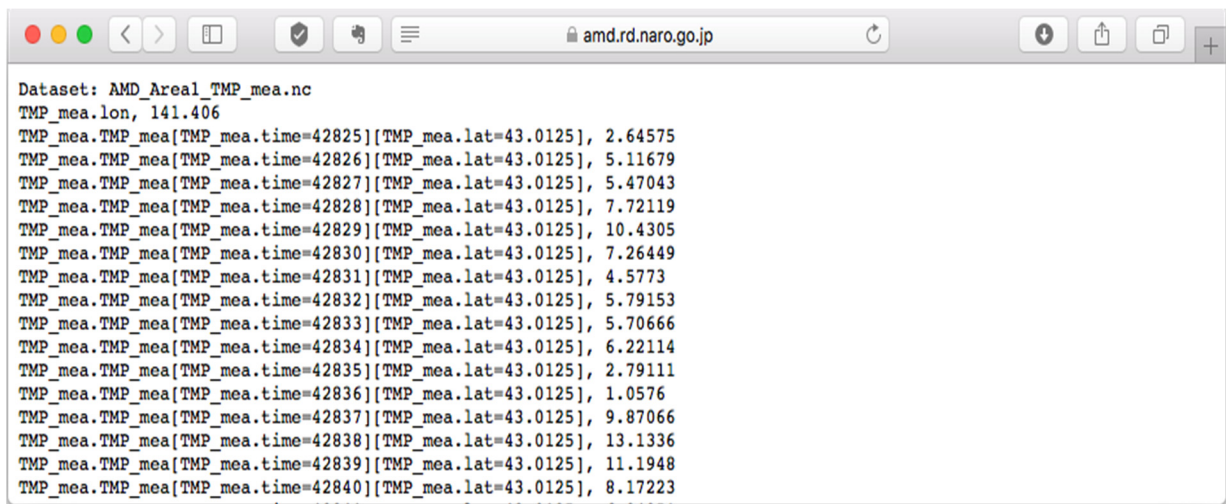 amd.rd.naro.go.jp
Dataset: AMD_Area1_TMP_mea.nc
TMP_mea.lon, 141.406
TMP_mea.TMP_mea[TMP_mea.time=42825][TMP_mea.lat=43.0125], 2.64575
TMP_mea.TMP_mea[TMP_mea.time=42826][TMP_mea.lat=43.0125], 5.11679
TMP_mea.TMP_mea[TMP_mea.time=42827][TMP_mea.lat=43.0125], 5.47043
TMP_mea.TMP_mea[TMP_mea.time=42828][TMP_mea.lat=43.0125], 7.72119
TMP_mea.TMP_mea[TMP_mea.time=42829][TMP_mea.lat=43.0125], 10.4305
TMP_mea.TMP_mea[TMP_mea.time=42830][TMP_mea.lat=43.0125], 7.26449
TMP_mea.TMP_mea[TMP_mea.time=42831][TMP_mea.lat=43.0125], 4.5773
TMP_mea.TMP_mea[TMP_mea.time=42832][TMP_mea.lat=43.0125], 5.79153
TMP_mea.TMP_mea[TMP_mea.time=42833][TMP_mea.lat=43.0125], 5.70666
TMP_mea.TMP_mea[TMP_mea.time=42834][TMP_mea.lat=43.0125], 6.22114
TMP_mea.TMP_mea[TMP_mea.time=42835][TMP_mea.lat=43.0125], 2.79111
TMP_mea.TMP_mea[TMP_mea.time=42836][TMP_mea.lat=43.0125], 1.0576
TMP_mea.TMP_mea[TMP_mea.time=42837][TMP_mea.lat=43.0125], 9.87066
TMP_mea.TMP_mea[TMP_mea.time=42838][TMP_mea.lat=43.0125], 13.1336
TMP_mea.TMP_mea[TMP_mea.time=42839][TMP_mea.lat=43.0125], 11.1948
TMP_mea.TMP_mea[TMP_mea.time=42840][TMP_mea.lat=43.0125], 8.17223